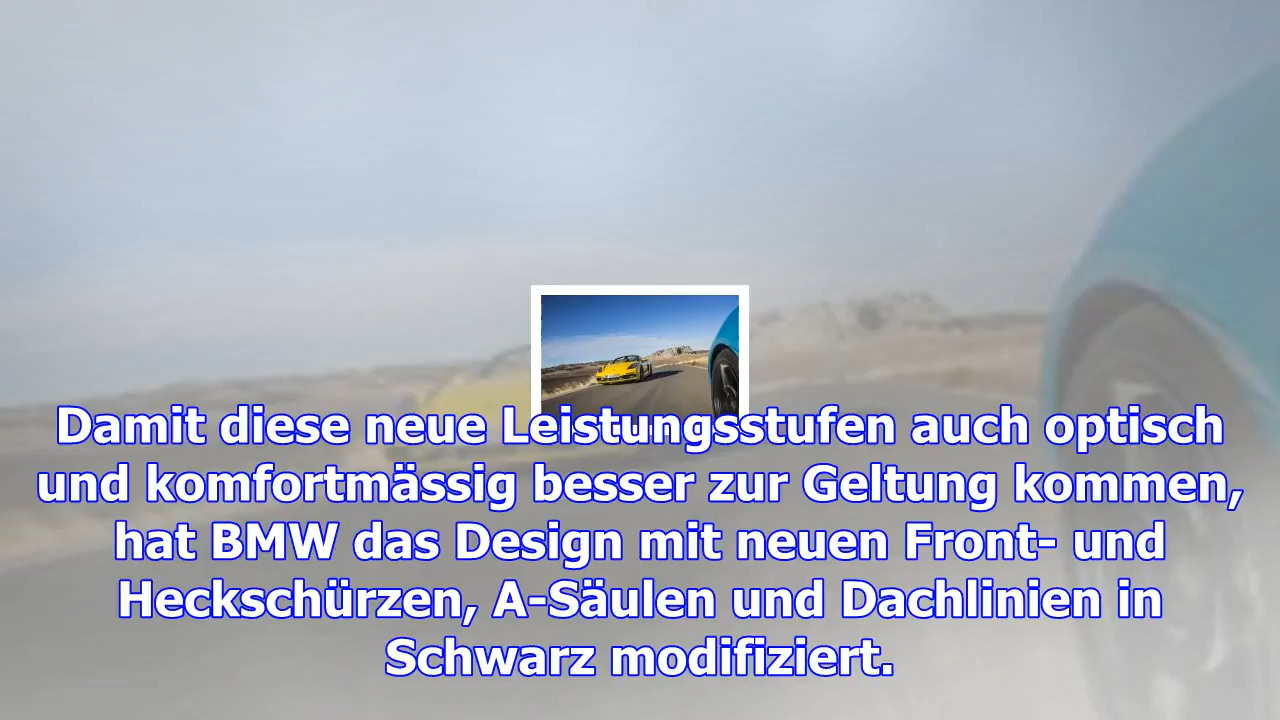 Damit diese neue Leistungsstufen auch optisch
und komfortmässig besser zur Geltung kommen,
hat BMW das Design mit neuen Front- und
Heckschürzen, A-Säulen und Dachlinien in
Schwarz modifiziert.